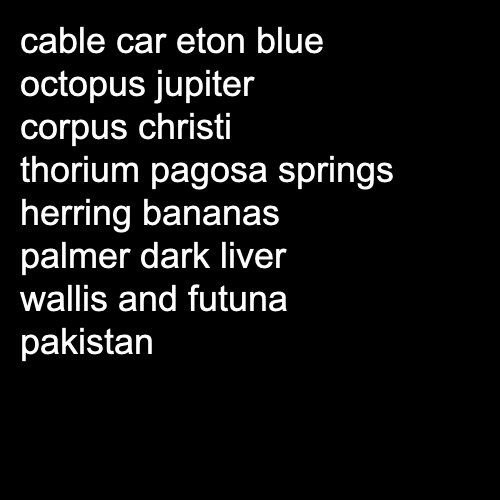 cable car eton blue
octopus jupiter
corpus christi
thorium pagosa springs
herring bananas
palmer dark liver
wallis and futuna
pakistan